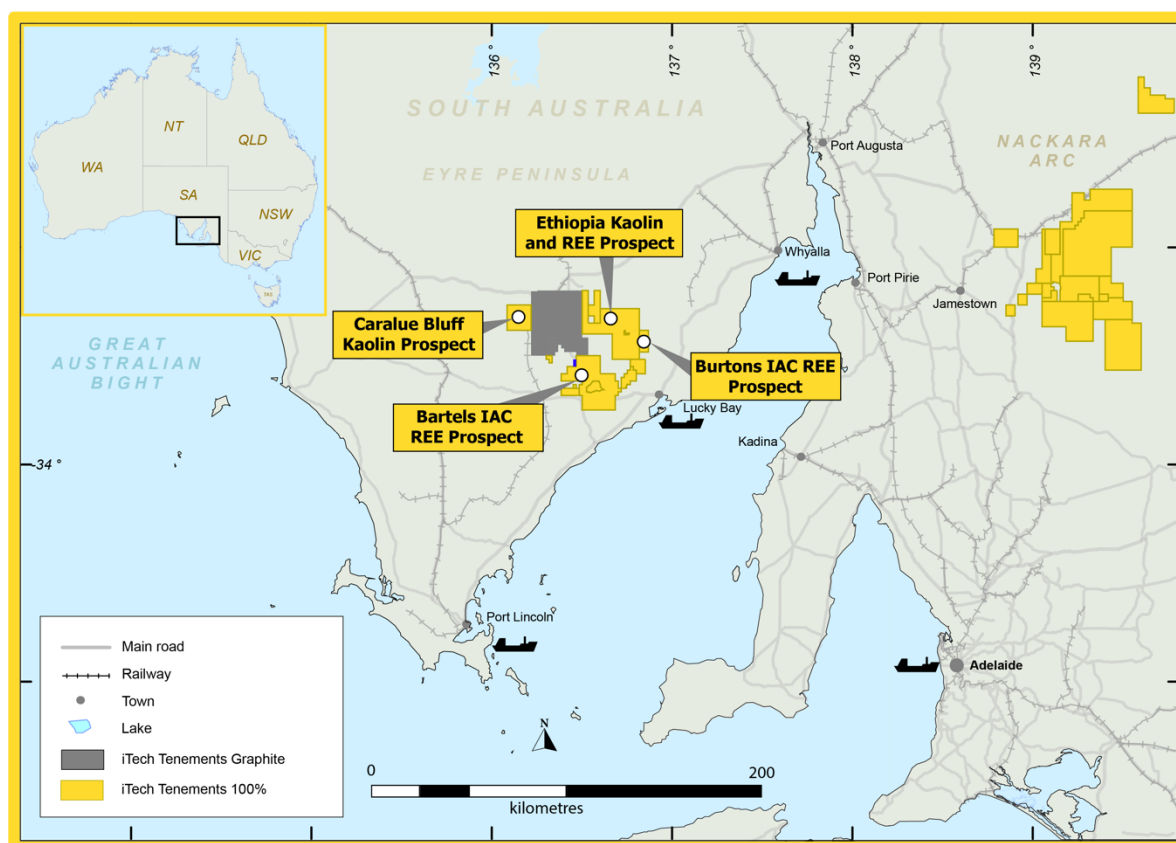 136°
137°
138°
139°
SOUTH AUSTRALIA
NACKARA
ARC
EYRE PENINSULA
NT
QLD
WA
SA
NSW
VIC
TAS
Port Augusta
Ethiopia Kaolin
and REE Prospect
Whyalla
Port Pirie
Jamestown
Caralue Bluff
Kaolin Prospect
GREAT
AUSTRALIAN
BIGHT
Burtons IAC REE
Prospect
Bartels IAC
REE Prospect
Lucky Bay
Kadina
-34°
Port Lincoln
Adelaide
Main road
Railway
Town
Lake
iTech Tenements Graphite
iTech Tenements 100%
N
0
200
kilometres